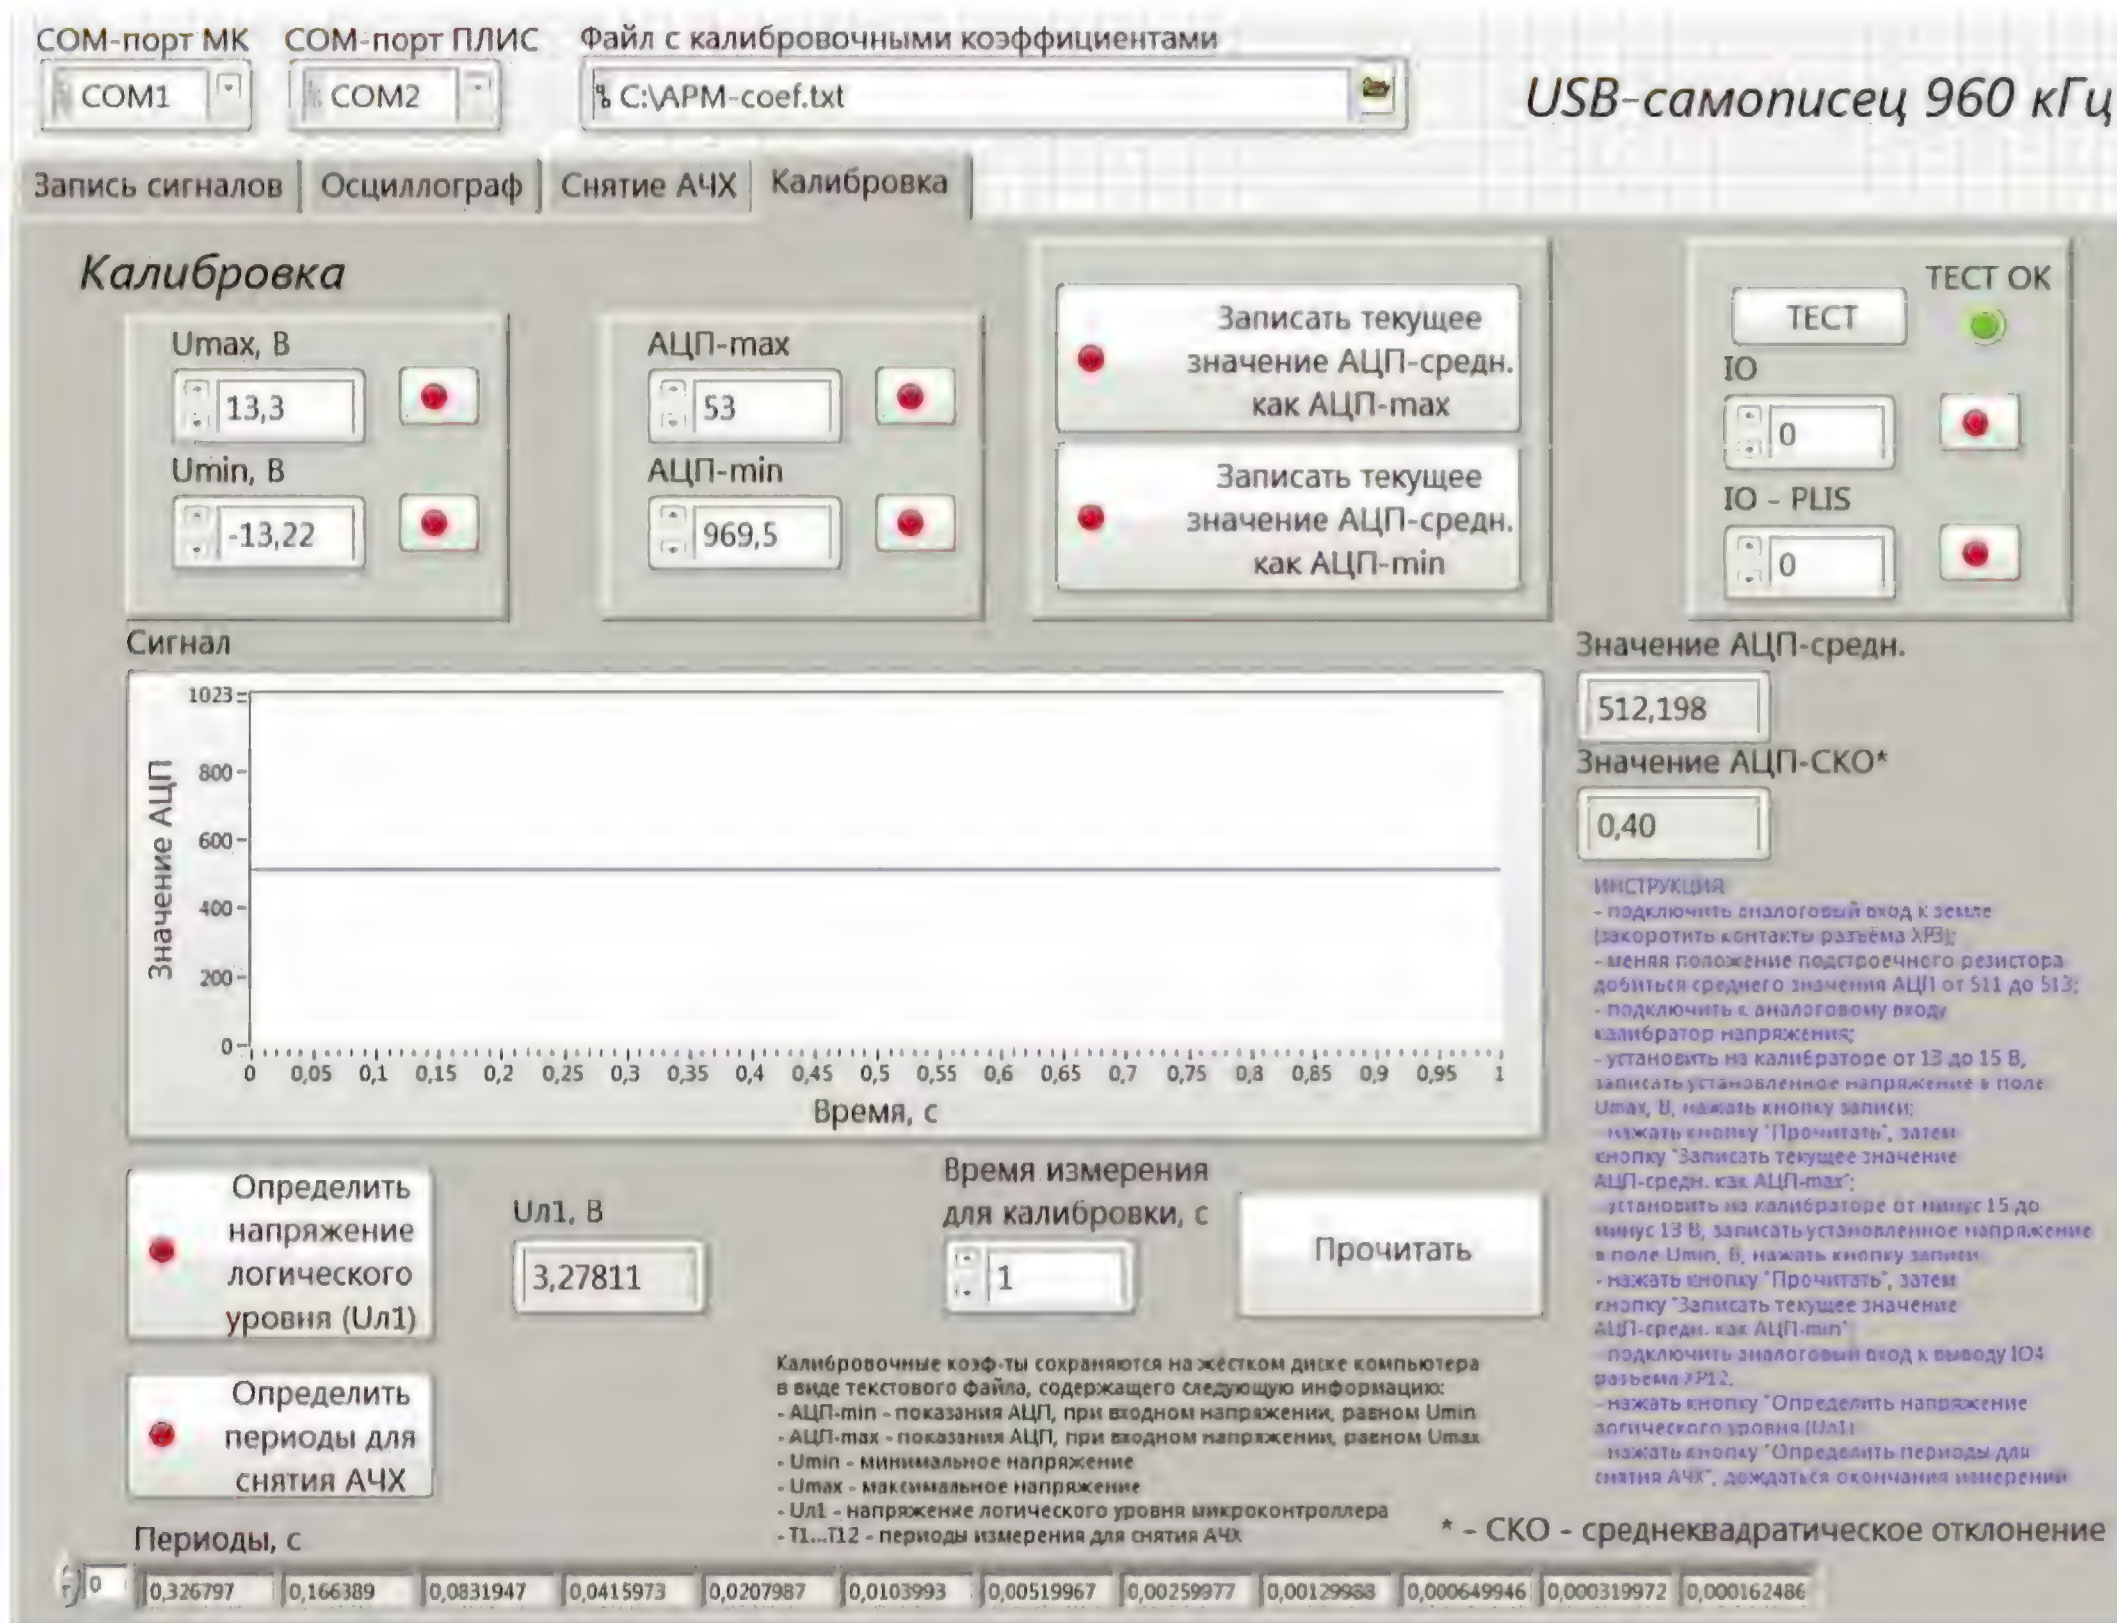 COM-порт МК COM-порт ПЛИС Файл с калибровочными коэффициентами
COM1 COM2 C:\APM-coef.txt
USB-самописец 960 кГц
Запись сигналов Осциллограф Снятие АЧХ Калибровка
Калибровка
Umax, В
13,3
Umin, В
-13,22
АЦП-max
53
АЦП-min
969,5
Записать текущее
значение АЦП-средн.
как АЦП-max
Записать текущее
значение АЦП-средн.
как АЦП-min
ТЕСТ OK
ТЕСТ
IO
0
IO - PLIS
0
Сигнал
1023
800
600
400
200
0
Значение АЦП
0 0,05 0,1 0,15 0,2 0,25 0,3 0,35 0,4 0,45 0,5 0,55 0,6 0,65 0,7 0,75 0,8 0,85 0,9 0,95 1
Время, с
Значение АЦП-средн.
512,198
Значение АЦП-СКО*
0,40
ИНСТРУКЦИЯ
- подключить аналоговый вход к земле
(закоротить контакты разъёма XP3);
- меняя положение подстроечного резистора
добиться среднего значения АЦП от 511 до 513;
- подключить к аналоговому входу
калибратор напряжения;
- установить на калибраторе от 13 до 15 В,
записать установленное напряжение в поле
Umax, В, нажать кнопку записи;
- нажать кнопку "Прочитать", затем
кнопку "Записать текущее значение
АЦП-средн. как АЦП-max";
- установить на калибраторе от минус 15 до
минус 13 В, записать установленное напряжение
в поле Umin, В, нажать кнопку записи
- нажать кнопку "Прочитать", затем
кнопку "Записать текущее значение
АЦП-средн. как АЦП-min"
- подключить аналоговый вход к выводу IO4
разъема XP12,
- нажать кнопку "Определить напряжение
логического уровня (Uл1)
- нажать кнопку "Определить периоды для
снятия АЧХ", дождаться окончания измерений
Определить
напряжение
логического
уровня (Uл1)
Uл1, В
3,27811
Время измерения
для калибровки, с
1
Прочитать
Определить
периоды для
снятия АЧХ
Калибровочные коэф-ты сохраняются на жёстком диске компьютера
в виде текстового файла, содержащего следующую информацию:
- АЦП-min - показания АЦП, при входном напряжении, равном Umin
- АЦП-max - показания АЦП, при входном напряжении, равном Umax
- Umin - минимальное напряжение
- Umax - максимальное напряжение
- Uл1 - напряжение логического уровня микроконтроллера
- T1...T12 - периоды измерения для снятия АЧХ
* - СКО - среднеквадратическое отклонение
Периоды, с
0 0,326797 0,166389 0,0831947 0,0415973 0,0207987 0,0103993 0,00519967 0,00259977 0,00129988 0,000649946 0,000319972 0,000162486